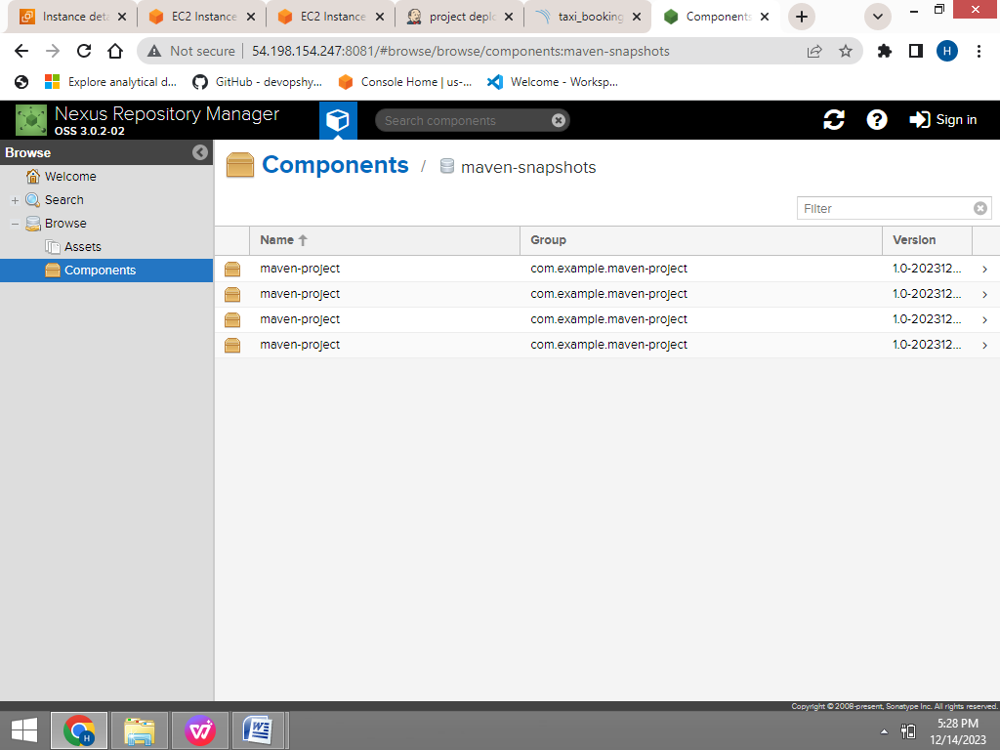 Instance deta
EC2 Instance
EC2 Instance
project deplo
taxi_booking
Components
Not secure
54.198.154.247:8081/#browse/browse/components:maven-snapshots
H
Explore analytical d...
GitHub - devopshy...
Console Home | us-...
Welcome - Worksp...
Nexus Repository Manager
OSS 3.0.2-02
Search components
Sign in
Browse
Welcome
Search
Browse
Assets
Components
Components / maven-snapshots
Filter
Name Group Version
maven-project com.example.maven-project 1.0-202312...
maven-project com.example.maven-project 1.0-202312...
maven-project com.example.maven-project 1.0-202312...
maven-project com.example.maven-project 1.0-202312...
Copyright © 2008-present, Sonatype Inc. All rights reserved.
H
W
5:28 PM
12/14/2023